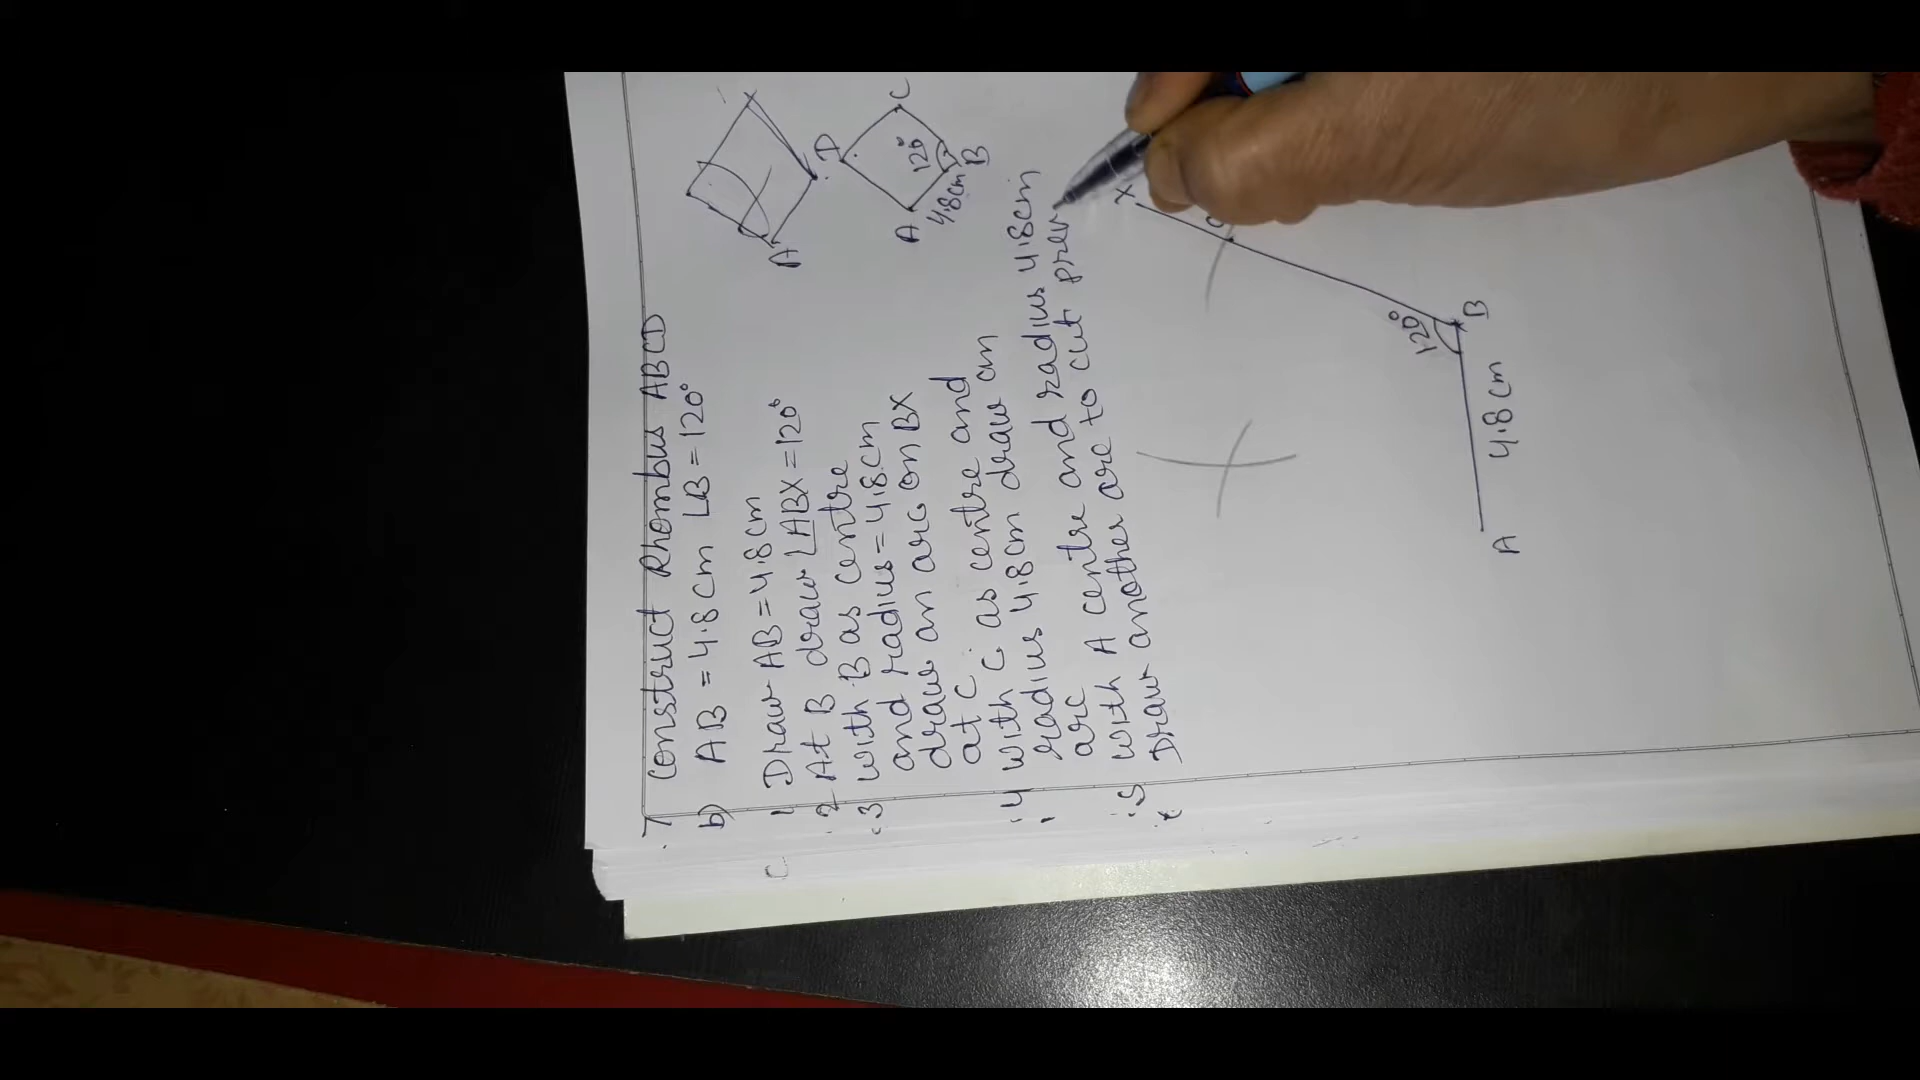 7 Construct Rhombus ABCD
b) AB = 4.8 cm ∠B = 120°
1 Draw AB = 4.8 cm
2 At B draw ∠ABX = 120°
3 with B as centre
and radius = 4.8 cm
draw an arc on BX
at C.
4 with C as centre and
radius 4.8 cm draw an
arc
5 with A centre and radius 4.8 cm
Draw another arc to cut prev
A
D
C
120°
A
4.8 cm
B
X
C
120°
B
A
4.8 cm
C